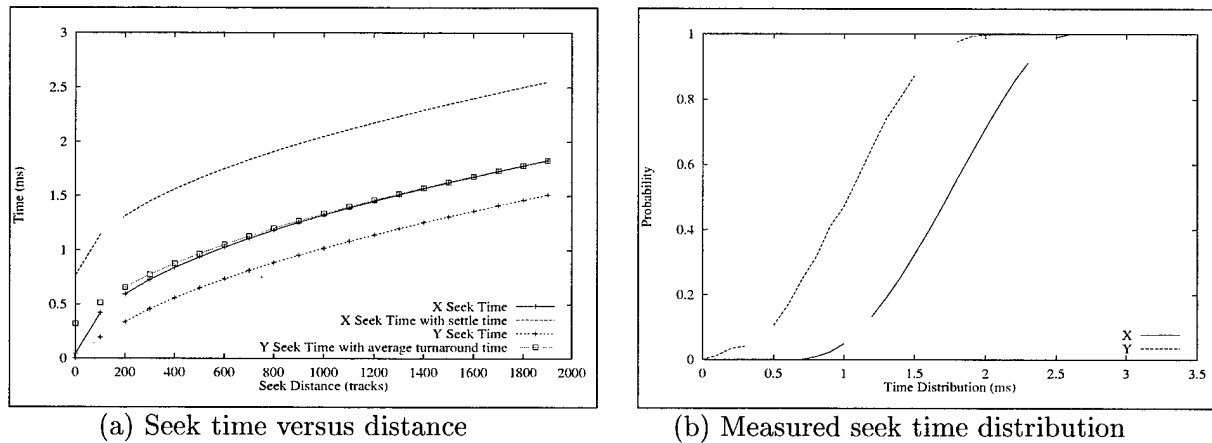 3
2.5
2
1.5
1
0.5
0
Time (ms)
X Seek Time
X Seek Time with settle time
Y Seek Time
Y Seek Time with average turnaround time
0 200 400 600 800 1000 1200 1400 1600 1800 2000
Seek Distance (tracks)
(a) Seek time versus distance
1
0.8
0.6
0.4
0.2
0
Probability
X
Y
0 0.5 1 1.5 2 2.5 3 3.5
Time Distribution (ms)
(b) Measured seek time distribution